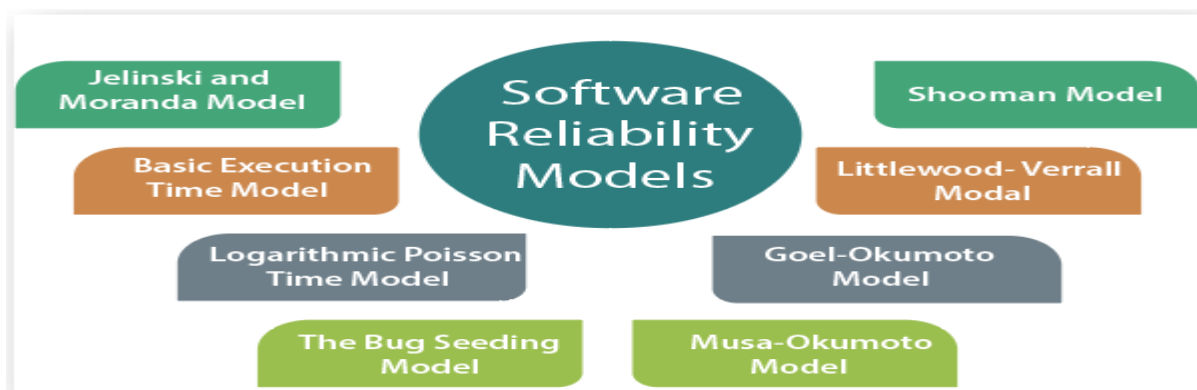 Software
Reliability
Models
Jelinski and
Moranda Model
Basic Execution
Time Model
Logarithmic Poisson
Time Model
The Bug Seeding
Model
Shooman Model
Littlewood- Verrall
Modal
Goel-Okumoto
Model
Musa-Okumoto
Model